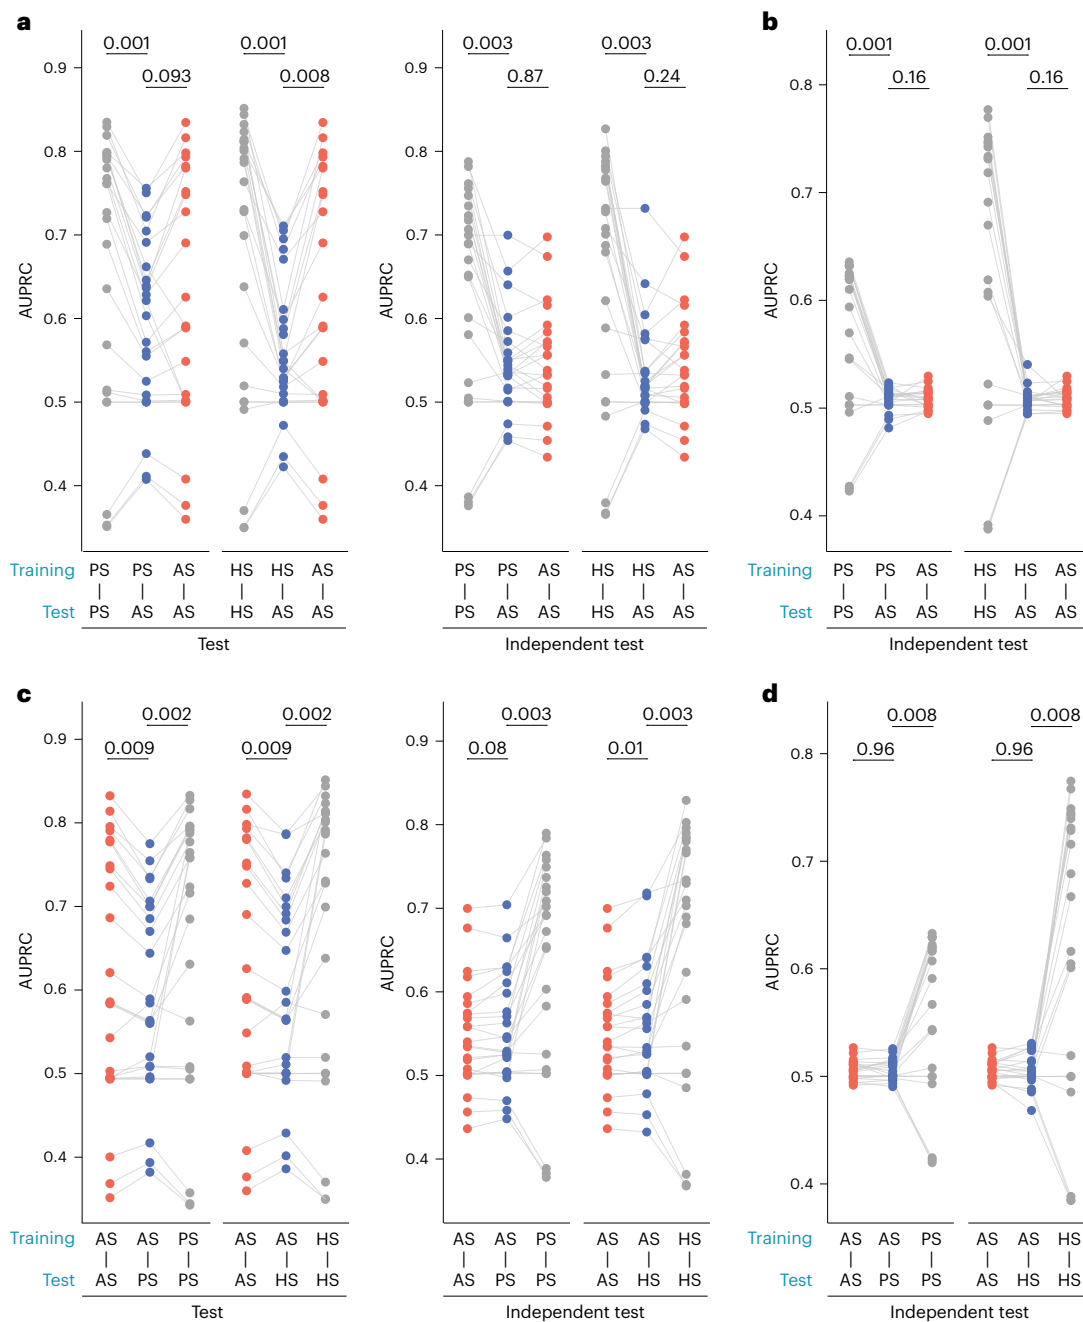 a
0.001 0.001 0.003 0.003
0.093 0.008 0.87 0.24
AUPRC
0.9
0.8
0.7
0.6
0.5
0.4
AUPRC
0.9
0.8
0.7
0.6
0.5
0.4
Training PS PS AS HS HS AS PS PS AS HS HS AS
Test PS AS AS HS AS AS PS AS AS HS AS AS
Test Independent test
b
0.001 0.001
0.16 0.16
AUPRC
0.8
0.7
0.6
0.5
0.4
Training PS PS AS HS HS AS
Test PS AS AS HS AS AS
Independent test
c
0.002 0.002 0.003 0.003
0.009 0.009 0.08 0.01
AUPRC
0.9
0.8
0.7
0.6
0.5
0.4
AUPRC
0.9
0.8
0.7
0.6
0.5
0.4
Training AS AS PS AS AS HS AS AS PS AS AS HS
Test AS PS PS AS HS HS AS PS PS AS HS HS
Test Independent test
d
0.008 0.008
0.96 0.96
AUPRC
0.8
0.7
0.6
0.5
0.4
Training AS AS PS AS AS HS
Test AS PS PS AS HS HS
Independent test